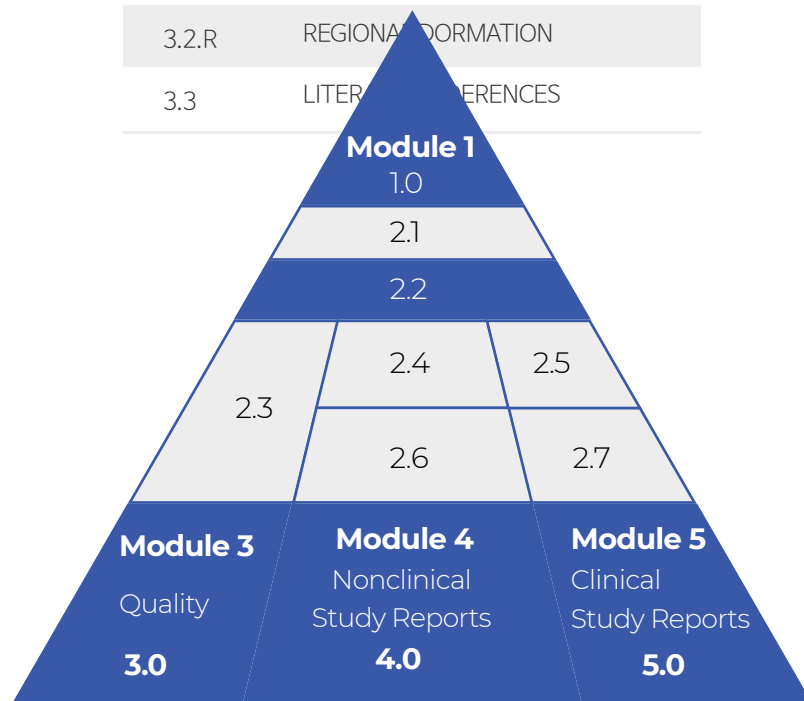 3.2.R
3.3
Module 1
1.0
2.1
2.2
2.4 2.5
2.3
2.6 2.7
Module 3 Module 4 Module 5
Quality
Nonclinical
Study Reports
Clinical
Study Reports
3.0 4.0 5.0